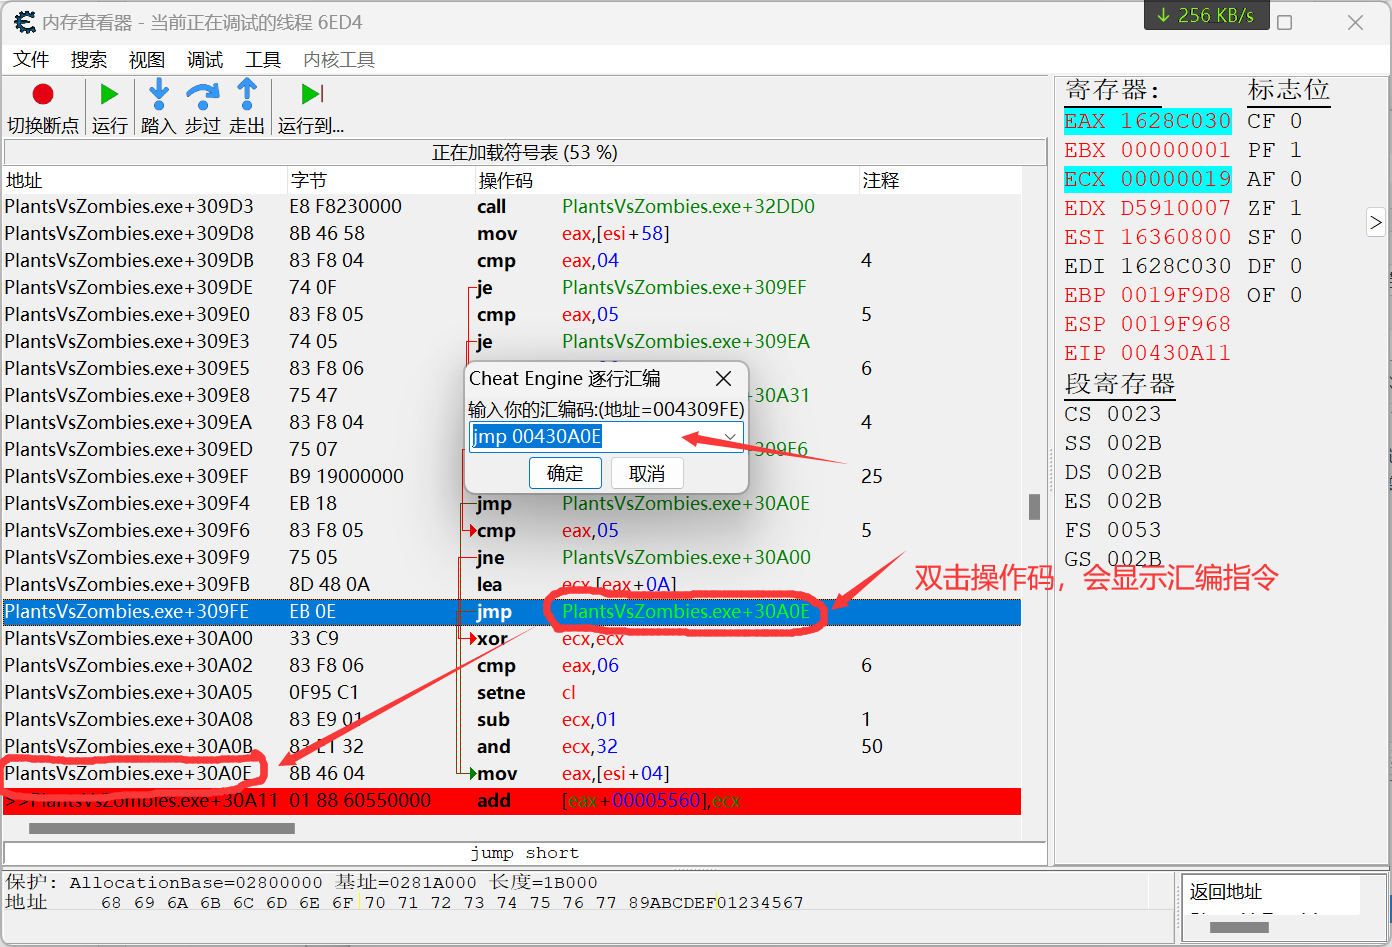 内存查看器 - 当前正在调试的线程 6ED4
↓ 256 KB/s
文件 搜索 视图 调试 工具 内核工具
切换断点 运行 踏入 步过 走出 运行到...
正在加载符号表 (53 %)
地址 字节 操作码 注释
PlantsVsZombies.exe+309D3 E8 F8230000 call PlantsVsZombies.exe+32DD0
PlantsVsZombies.exe+309D8 8B 46 58 mov eax,[esi+58]
PlantsVsZombies.exe+309DB 83 F8 04 cmp eax,04 4
PlantsVsZombies.exe+309DE 74 0F je PlantsVsZombies.exe+309EF
PlantsVsZombies.exe+309E0 83 F8 05 cmp eax,05 5
PlantsVsZombies.exe+309E3 74 05 je PlantsVsZombies.exe+309EA
PlantsVsZombies.exe+309E5 83 F8 06 6
PlantsVsZombies.exe+309E8 75 47 +30A31
PlantsVsZombies.exe+309EA 83 F8 04 4
PlantsVsZombies.exe+309ED 75 07 +309F6
PlantsVsZombies.exe+309EF B9 19000000 25
PlantsVsZombies.exe+309F4 EB 18 jmp PlantsVsZombies.exe+30A0E
PlantsVsZombies.exe+309F6 83 F8 05 cmp eax,05 5
PlantsVsZombies.exe+309F9 75 05 jne PlantsVsZombies.exe+30A00
PlantsVsZombies.exe+309FB 8D 48 0A lea ecx,[eax+0A]
PlantsVsZombies.exe+309FE EB 0E jmp PlantsVsZombies.exe+30A0E
PlantsVsZombies.exe+30A00 33 C9 xor ecx,ecx
PlantsVsZombies.exe+30A02 83 F8 06 cmp eax,06 6
PlantsVsZombies.exe+30A05 0F95 C1 setne cl
PlantsVsZombies.exe+30A08 83 E9 01 sub ecx,01 1
PlantsVsZombies.exe+30A0B 83 E1 32 and ecx,32 50
PlantsVsZombies.exe+30A0E 8B 46 04 mov eax,[esi+04]
>>PlantsVsZombies.exe+30A11 01 88 60550000 add [eax+00005560],ecx
Cheat Engine 逐行汇编
输入你的汇编码:(地址=004309FE)
jmp 00430A0E
确定 取消
双击操作码，会显示汇编指令
jump short
寄存器: 标志位
EAX 1628C030 CF 0
EBX 00000001 PF 1
ECX 00000019 AF 0
EDX D5910007 ZF 1
ESI 16360800 SF 0
EDI 1628C030 DF 0
EBP 0019F9D8 OF 0
ESP 0019F968
EIP 00430A11
段寄存器
CS 0023
SS 002B
DS 002B
ES 002B
FS 0053
GS 002B
>
保护: AllocationBase=02800000 基址=0281A000 长度=1B000
地址 68 69 6A 6B 6C 6D 6E 6F 70 71 72 73 74 75 76 77 89ABCDEF01234567
返回地址